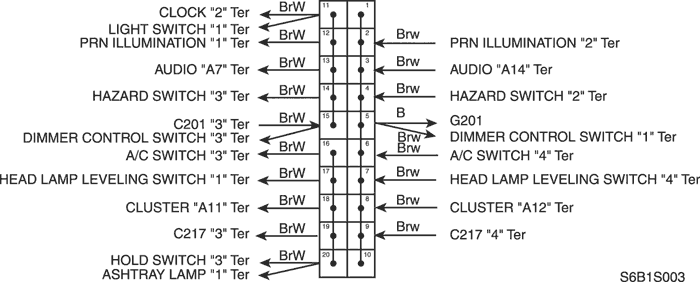 CLOCK "2" Ter BrW 11 1
LIGHT SWITCH "1" Ter
PRN ILLUMINATION "1" Ter BrW 12 2 Brw PRN ILLUMINATION "2" Ter
AUDIO "A7" Ter BrW 13 3 Brw AUDIO "A14" Ter
HAZARD SWITCH "3" Ter BrW 14 4 Brw HAZARD SWITCH "2" Ter
C201 "3" Ter BrW 15 5 B G201
DIMMER CONTROL SWITCH "3" Ter Brw DIMMER CONTROL SWITCH "1" Ter
A/C SWITCH "3" Ter BrW 16 6 Brw A/C SWITCH "4" Ter
HEAD LAMP LEVELING SWITCH "1" Ter BrW 17 7 Brw HEAD LAMP LEVELING SWITCH "4" Ter
CLUSTER "A11" Ter BrW 18 8 Brw CLUSTER "A12" Ter
C217 "3" Ter BrW 19 9 Brw C217 "4" Ter
HOLD SWITCH "3" Ter BrW 20 10
ASHTRAY LAMP "1" Ter
S6B1S003